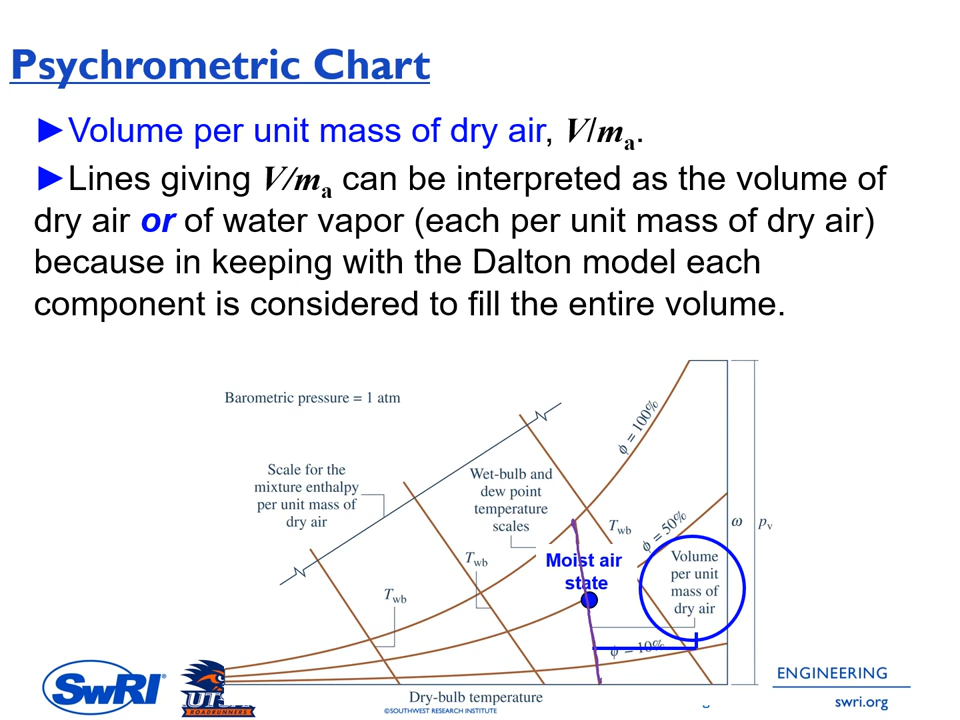 Psychrometric Chart
►Volume per unit mass of dry air, V/ma.
►Lines giving V/ma can be interpreted as the volume of
dry air or of water vapor (each per unit mass of dry air)
because in keeping with the Dalton model each
component is considered to fill the entire volume.
Barometric pressure = 1 atm
ϕ = 100%
Scale for the
mixture enthalpy
per unit mass of
dry air
Wet-bulb and
dew point
temperature
scales
Twb
ϕ = 50%
ω
pv
Twb
Moist air
state
Volume
per unit
mass of
dry air
Twb
ϕ = 10%
Dry-bulb temperature
SwRI
UTSA
ROADRUNNERS
©SOUTHWEST RESEARCH INSTITUTE
ENGINEERING
swri.org